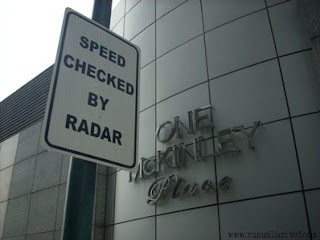 SPEED
CHECKED
BY
RADAR
ONE
McKINLEY
Place